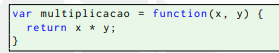 var multiplicacao = function(x, y) {
  return x * y;
}